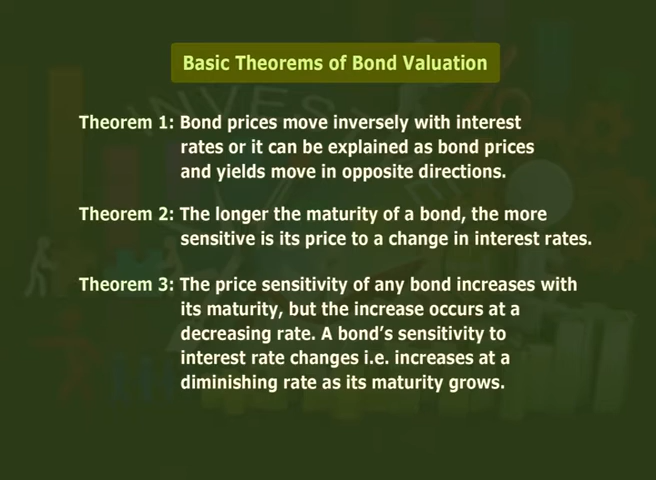 Basic Theorems of Bond Valuation
Theorem 1: Bond prices move inversely with interest
rates or it can be explained as bond prices
and yields move in opposite directions.
Theorem 2: The longer the maturity of a bond, the more
sensitive is its price to a change in interest rates.
Theorem 3: The price sensitivity of any bond increases with
its maturity, but the increase occurs at a
decreasing rate. A bond's sensitivity to
interest rate changes i.e. increases at a
diminishing rate as its maturity grows.